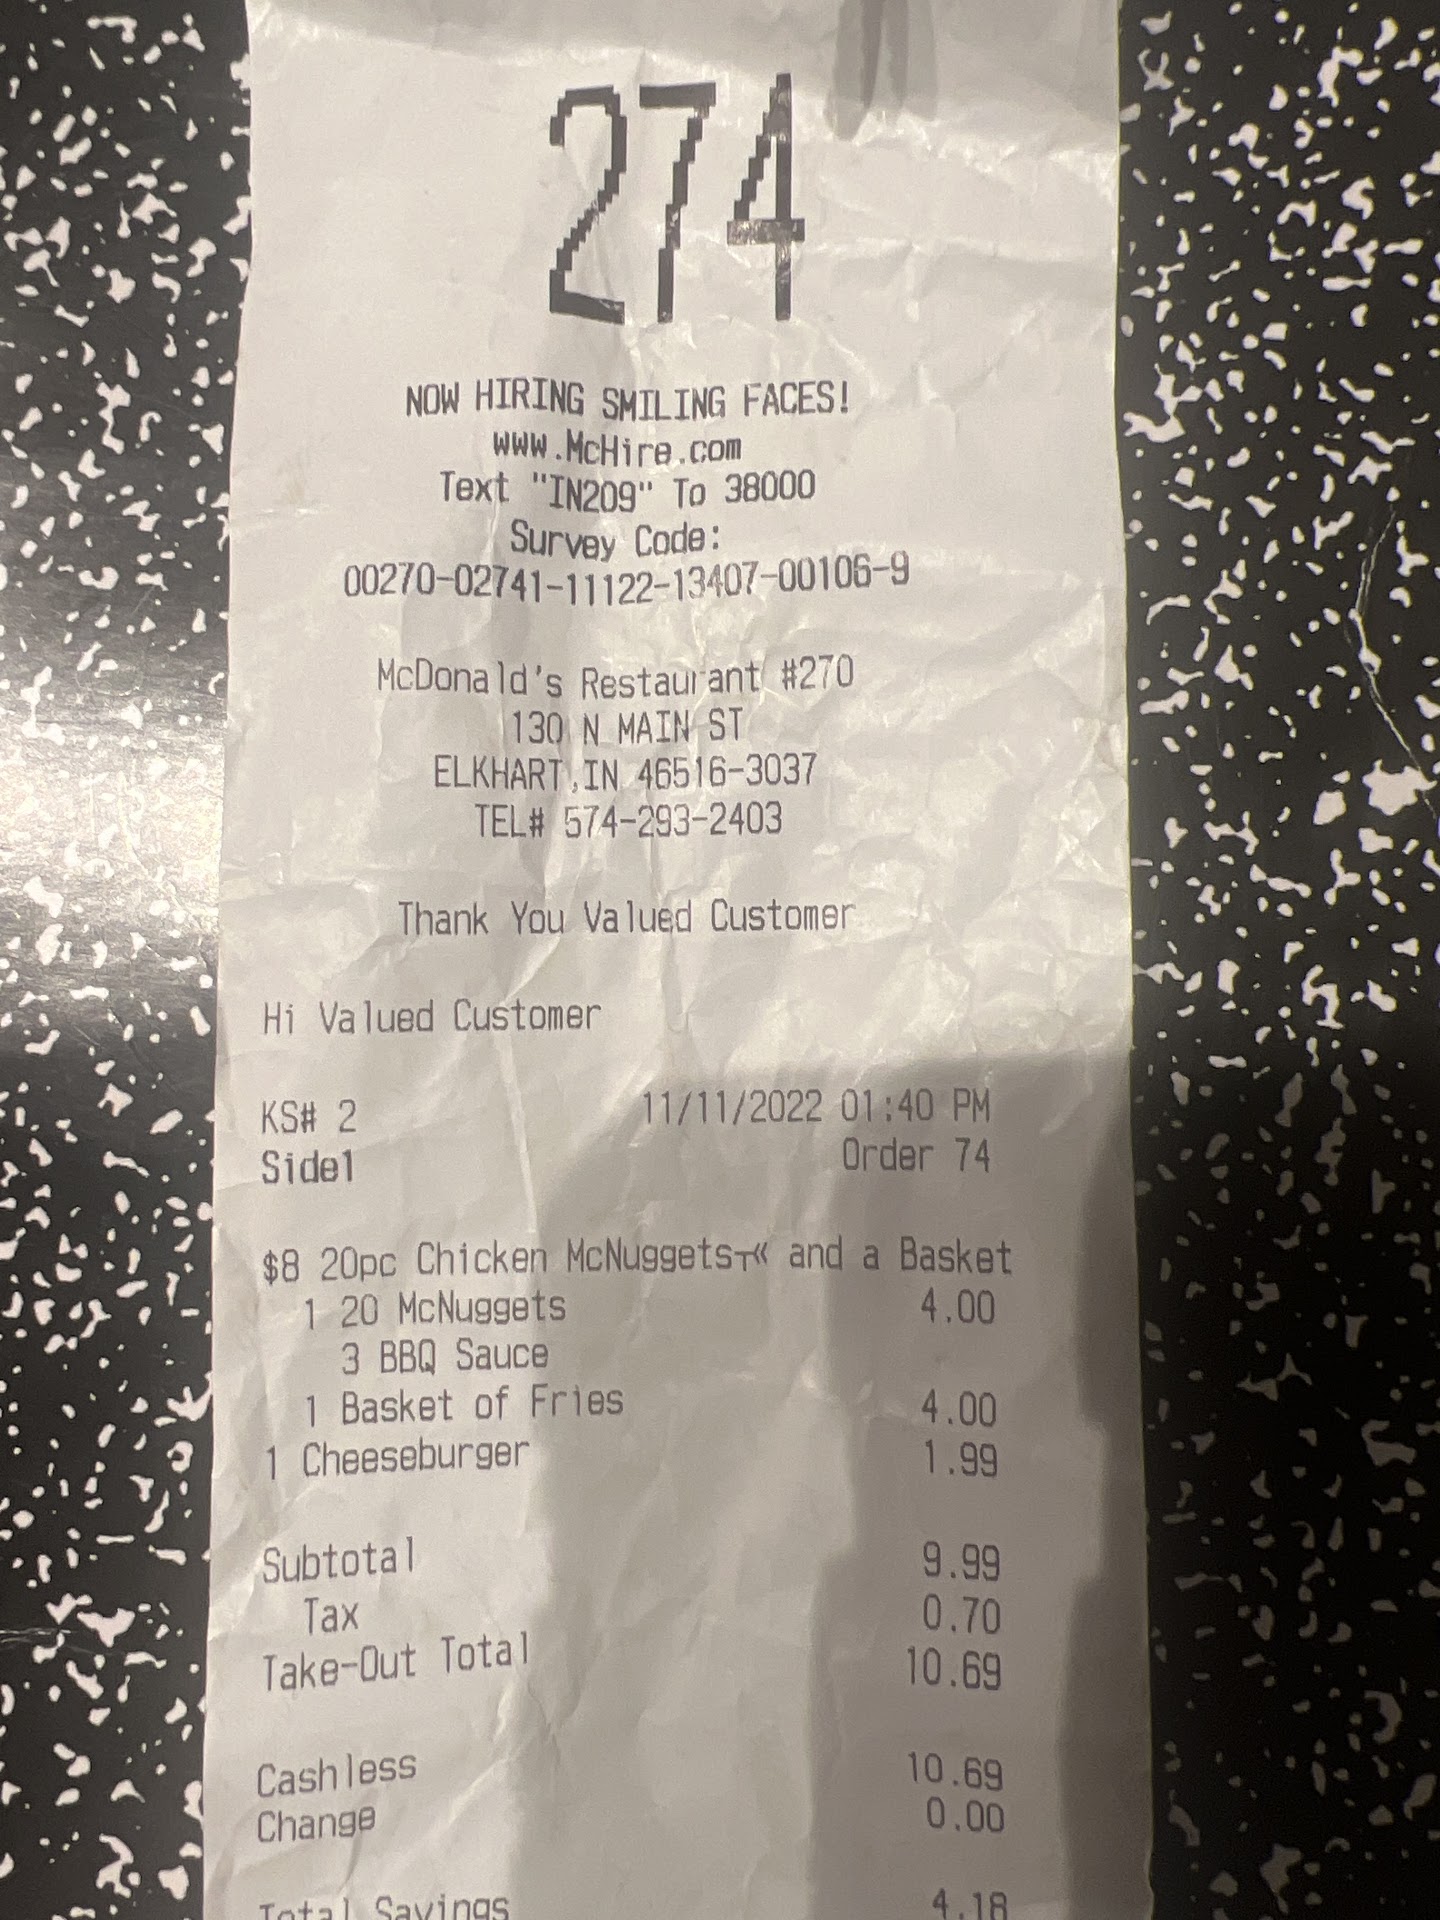 274
NOW HIRING SMILING FACES!
www.McHire.com
Text "IN209" To 38000
Survey Code:
00270-02741-11122-13407-00106-9
McDonald's Restaurant #270
130 N MAIN ST
ELKHART,IN 46516-3037
TEL# 574-293-2403
Thank You Valued Customer
Hi Valued Customer
KS# 2 11/11/2022 01:40 PM
Side1 Order 74
$8 20pc Chicken McNuggets┬« and a Basket
1 20 McNuggets 4.00
3 BBQ Sauce
1 Basket of Fries 4.00
1 Cheeseburger 1.99
Subtotal 9.99
Tax 0.70
Take-Out Total 10.69
Cashless 10.69
Change 0.00
Total Savings 4.18